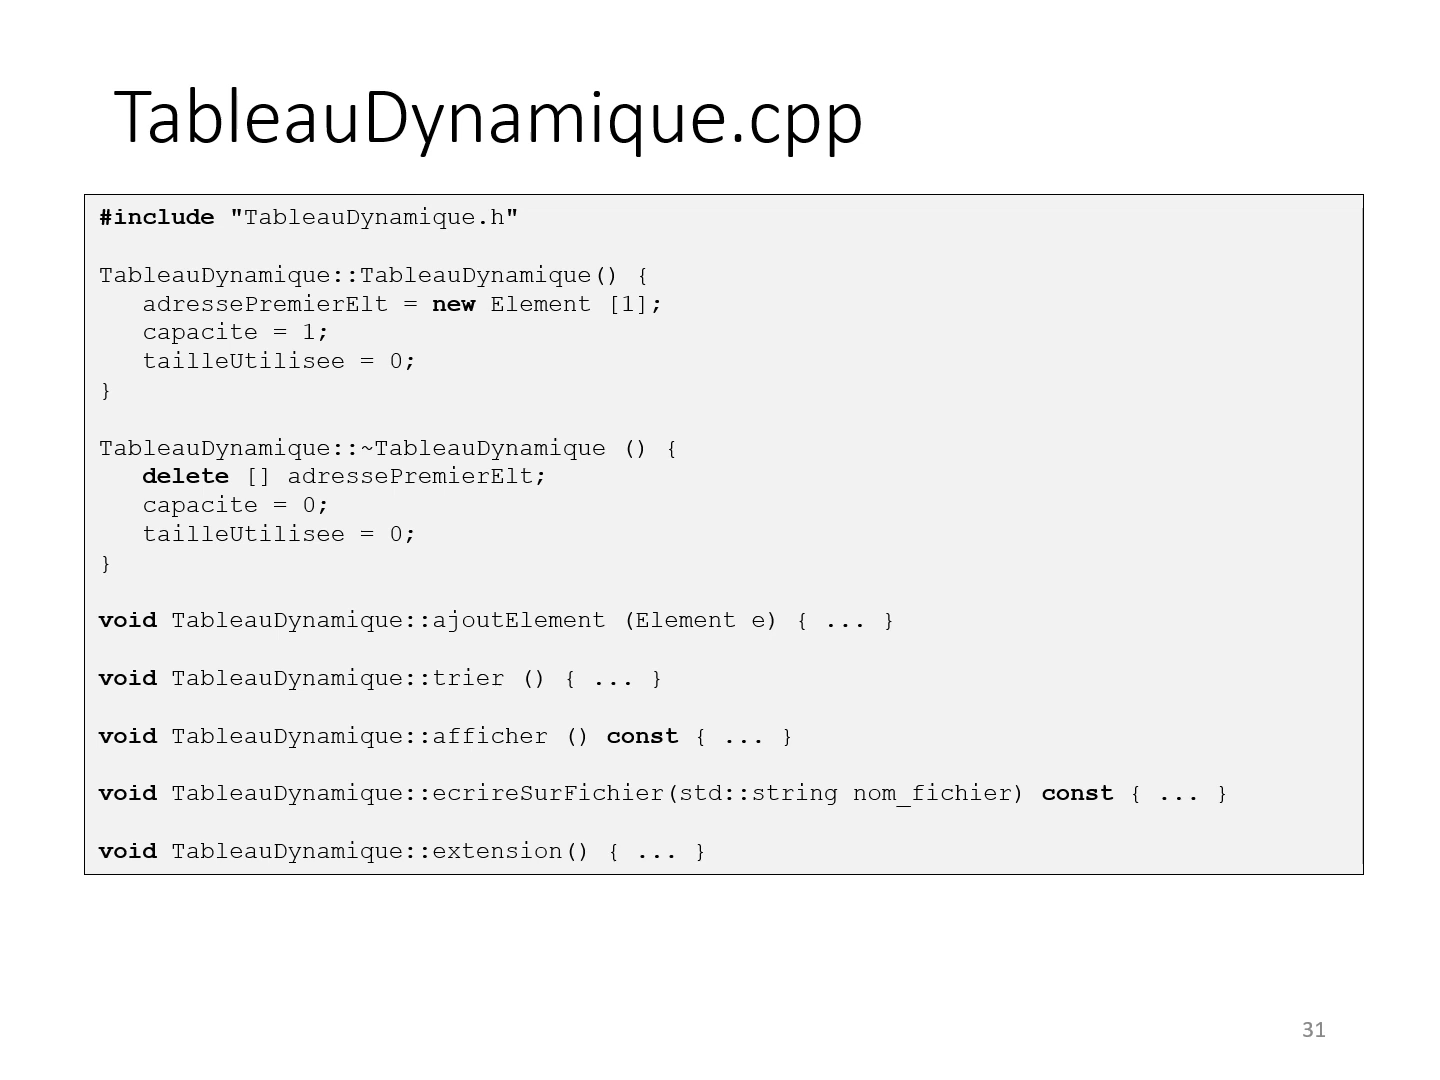 TableauDynamique.cpp
#include "TableauDynamique.h"
TableauDynamique::TableauDynamique() {
adressePremierElt = new Element [1];
capacite = 1;
tailleUtilisee = 0;
}
TableauDynamique::~TableauDynamique () {
delete [] adressePremierElt;
capacite = 0;
tailleUtilisee = 0;
}
void TableauDynamique::ajoutElement (Element e) { ... }
void TableauDynamique::trier () { ... }
void TableauDynamique::afficher () const { ... }
void TableauDynamique::ecrireSurFichier(std::string nom_fichier) const { ... }
void TableauDynamique::extension() { ... }
31